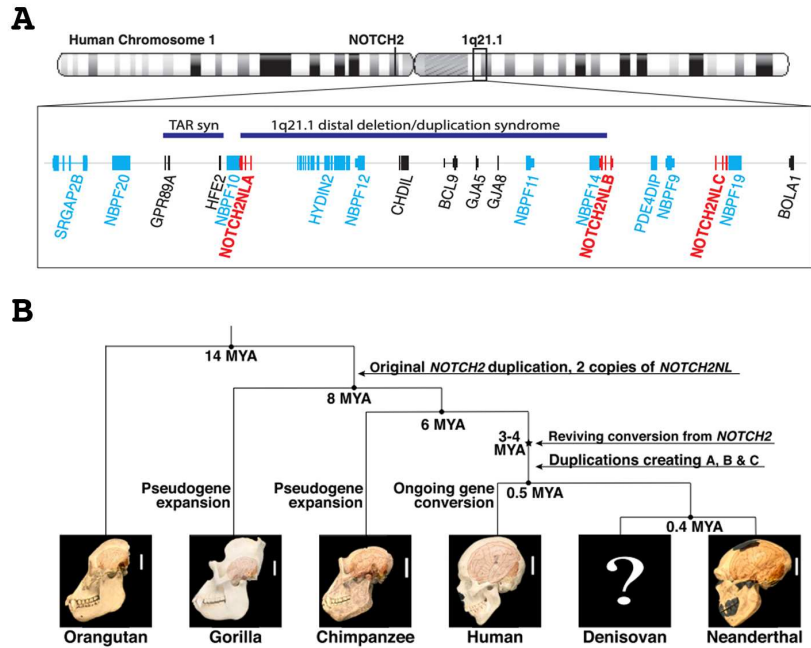 A
Human Chromosome 1
NOTCH2
1q21.1
TAR syn
1q21.1 distal deletion/duplication syndrome
SRGAP2B
NBPF20
GPR89A
HFE2
NBPF10
NOTCH2NLA
HYDIN2
NBPF12
CHDIL
BCL9
GJA5
GJA8
NBPF11
NBPF14
NOTCH2NLB
PDE4DIP
NBPF9
NOTCH2NLC
NBPF19
BOLA1
B
14 MYA
Original NOTCH2 duplication, 2 copies of NOTCH2NL
8 MYA
6 MYA
3-4
MYA
Reviving conversion from NOTCH2
Duplications creating A, B & C
Pseudogene
expansion
Pseudogene
expansion
Ongoing gene
conversion
0.5 MYA
0.4 MYA
?
Orangutan
Gorilla
Chimpanzee
Human
Denisovan
Neanderthal